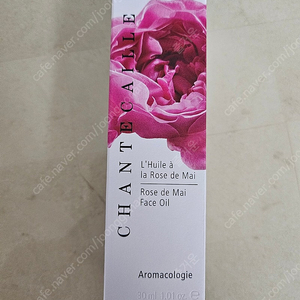 CHANTECAILLE
L'Huile à
la Rose de Mai
Rose de Mai
Face Oil
Aromacologie